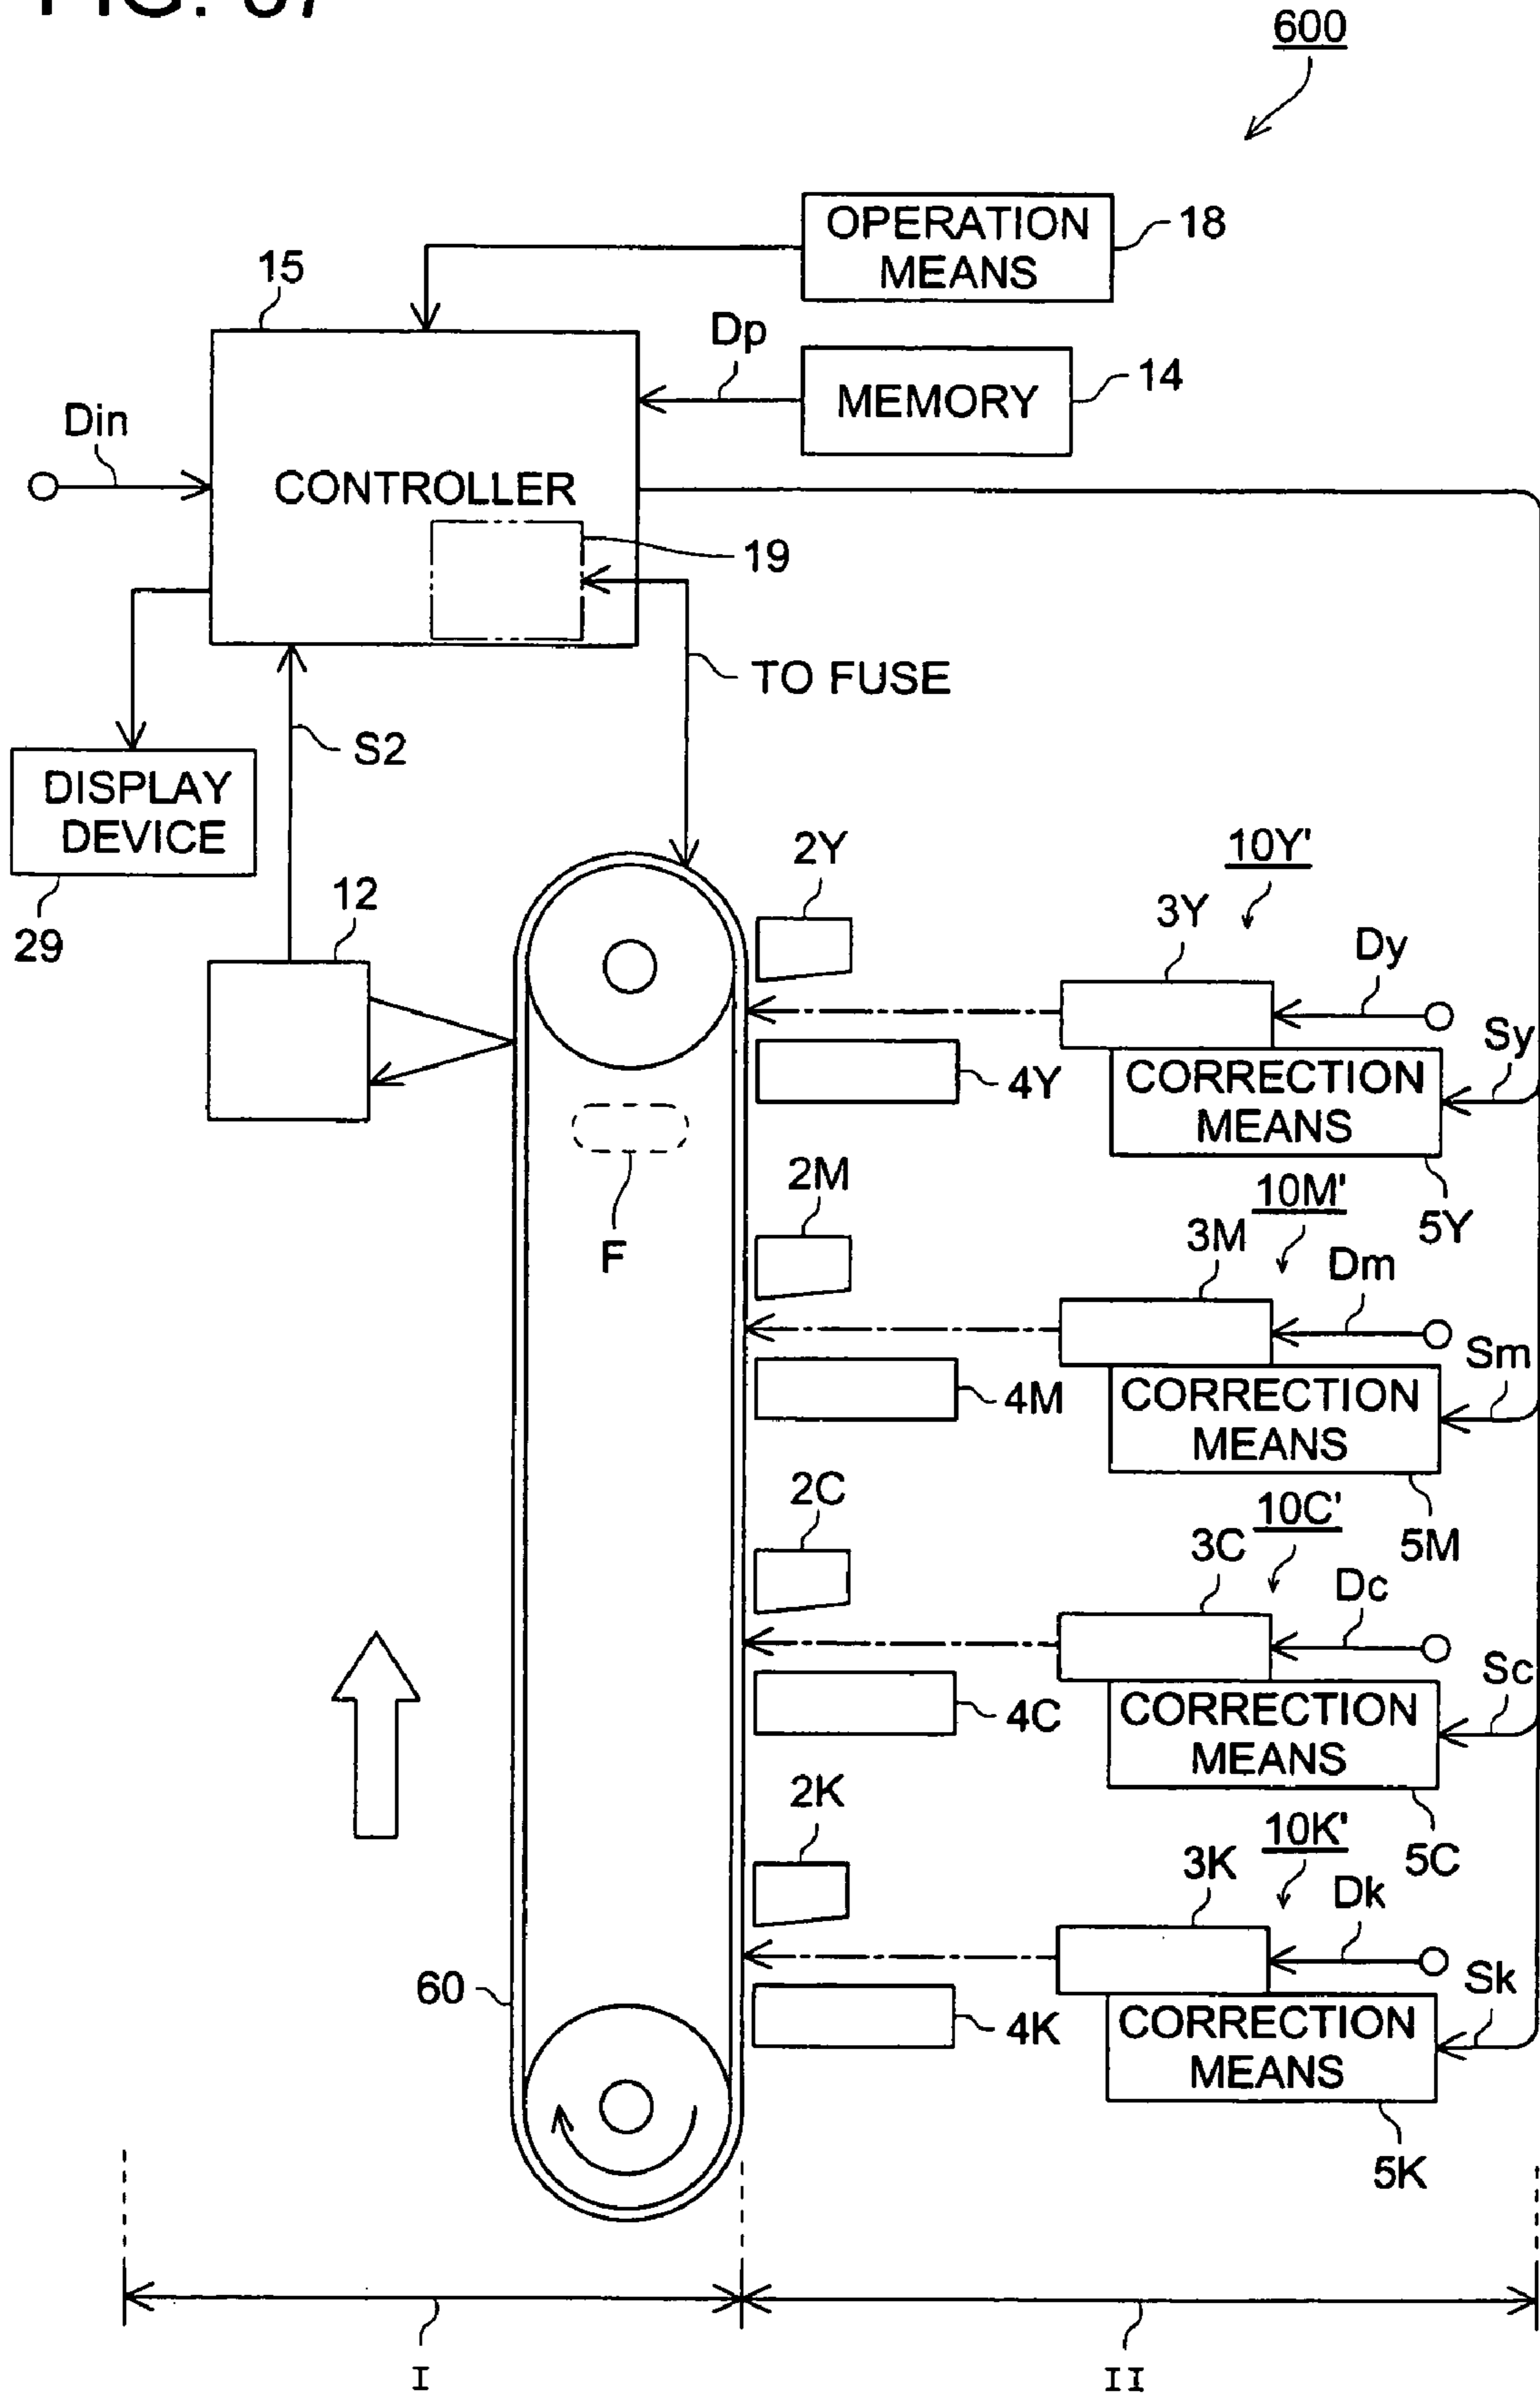 600
OPERATION
MEANS
18
15
Dp
MEMORY
14
Din
CONTROLLER
19
TO FUSE
S2
DISPLAY
DEVICE
29
12
2Y
10Y'
3Y
Dy
Sy
4Y
CORRECTION
MEANS
5Y
F
2M
10M'
3M
Dm
Sm
4M
CORRECTION
MEANS
5M
2C
10C'
3C
Dc
Sc
4C
CORRECTION
MEANS
5C
2K
10K'
3K
Dk
Sk
60
4K
CORRECTION
MEANS
5K
I
II